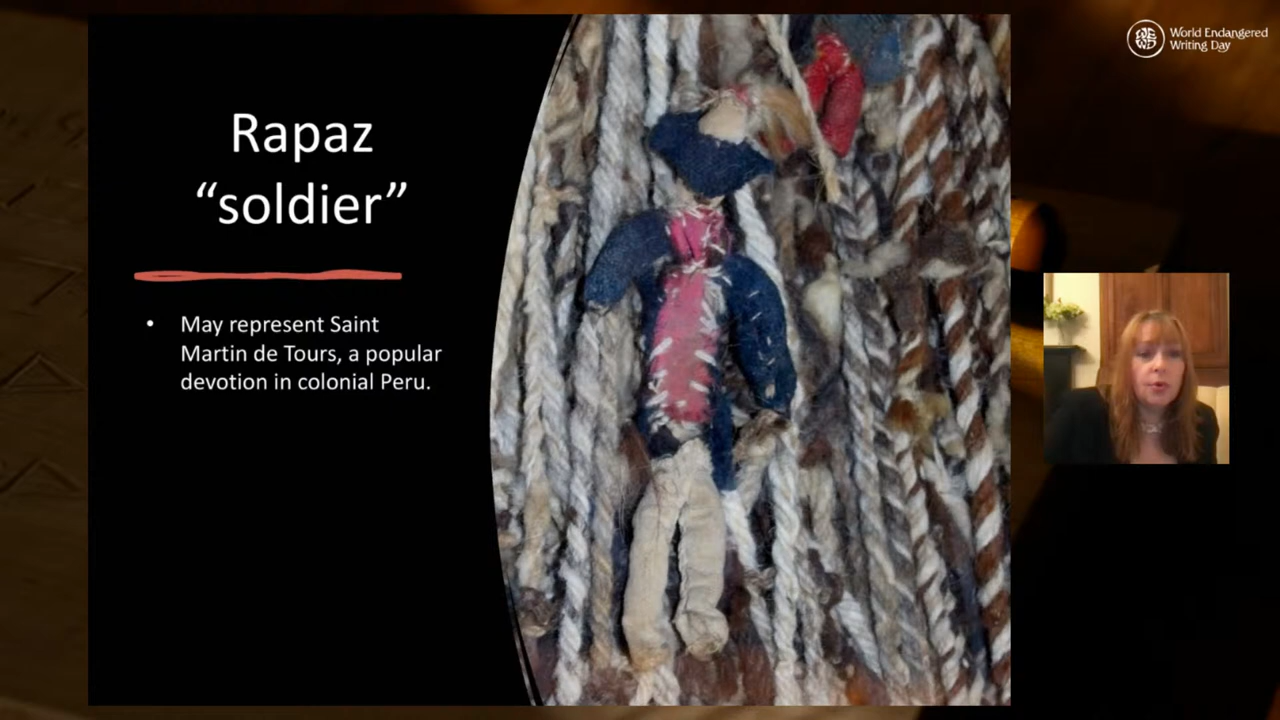 World Endangered
Writing Day
Rapaz
“soldier”
• May represent Saint
Martin de Tours, a popular
devotion in colonial Peru.